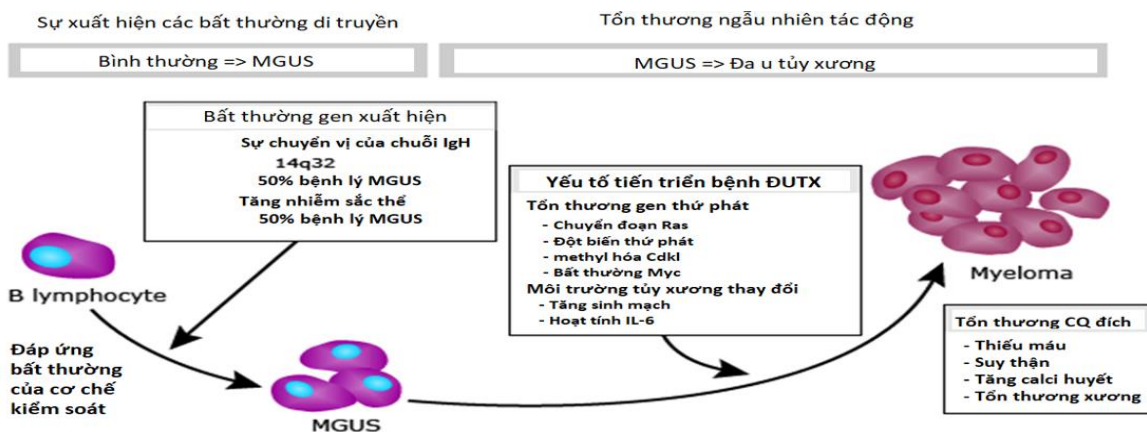 Sự xuất hiện các bất thường di truyền
Tổn thương ngẫu nhiên tác động
Bình thường => MGUS
MGUS => Đa u tủy xương
Bất thường gen xuất hiện
Sự chuyển vị của chuỗi IgH
14q32
50% bệnh lý MGUS
Tăng nhiễm sắc thể
50% bệnh lý MGUS
Yếu tố tiến triển bệnh ĐUTX
Tổn thương gen thứ phát
- Chuyển đoạn Ras
- Đột biến thứ phát
- methyl hóa Cdkl
- Bất thường Myc
Môi trường tủy xương thay đổi
- Tăng sinh mạch
- Hoạt tính IL-6
B lymphocyte
Myeloma
Đáp ứng
bất thường
của cơ chế
kiểm soát
MGUS
Tổn thương CQ đích
- Thiếu máu
- Suy thận
- Tăng calci huyết
- Tổn thương xương